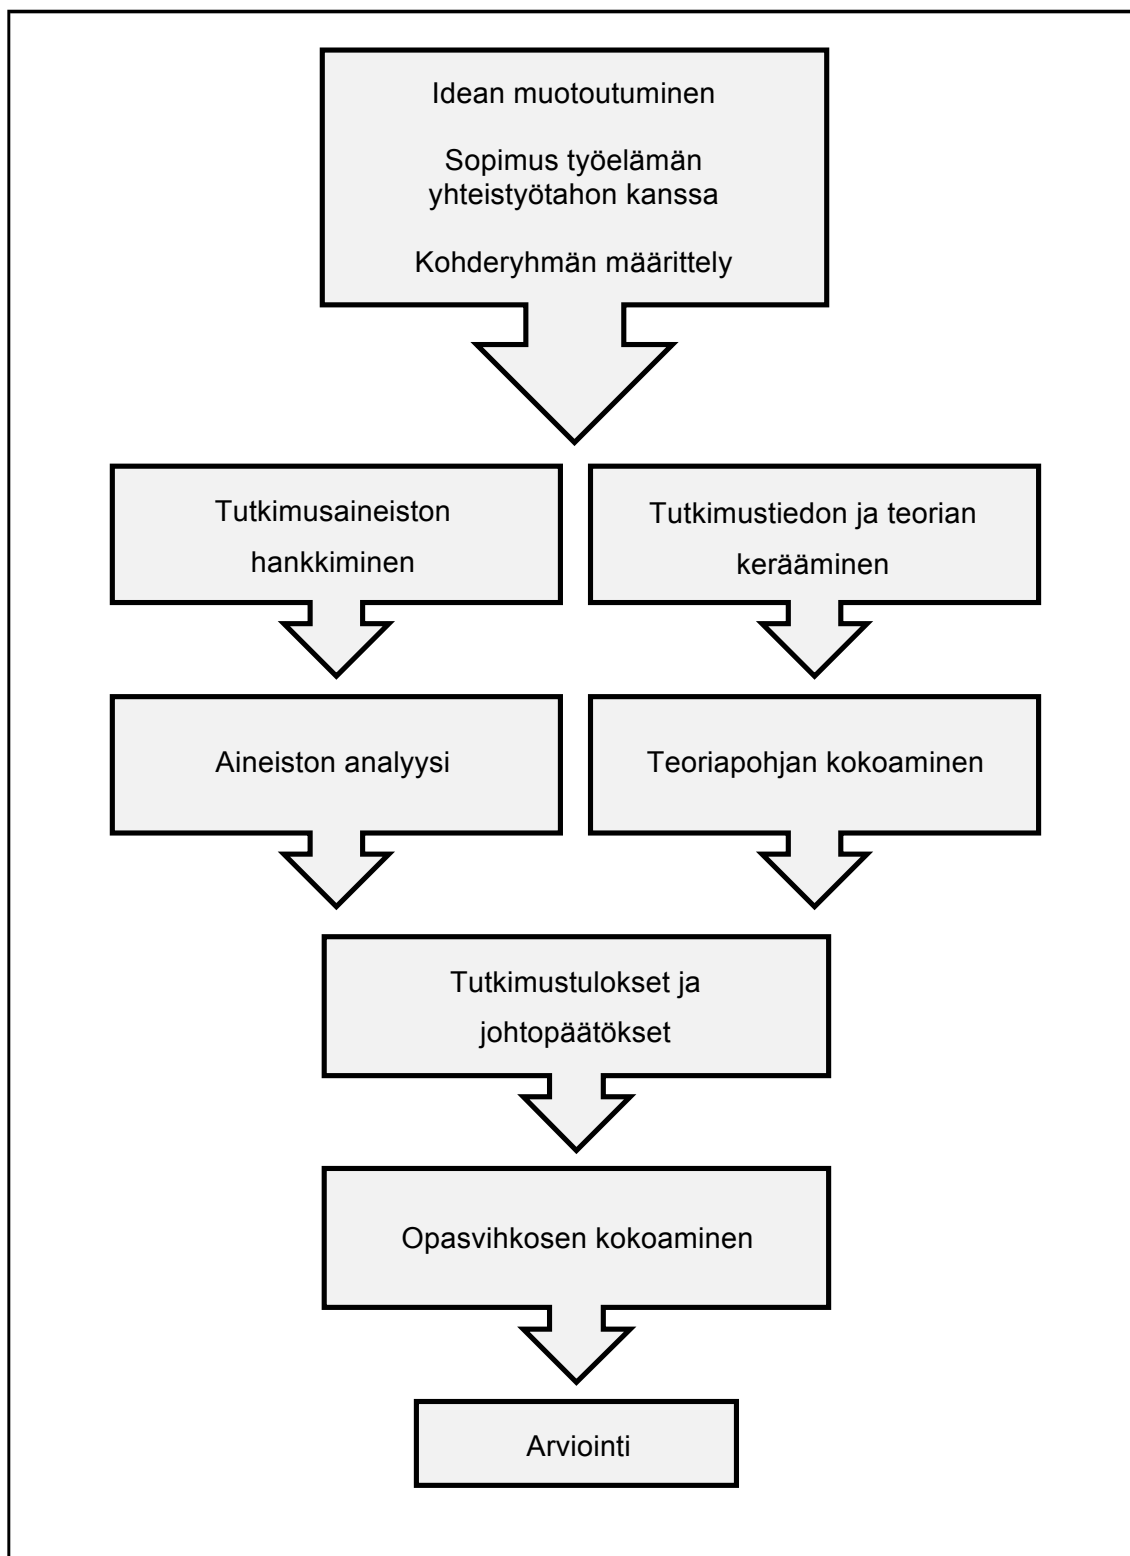 Idean muotoutuminen
Sopimus työelämän
yhteistyötahon kanssa
Kohderyhmän määrittely
Tutkimusaineiston
hankkiminen
Tutkimustiedon ja teorian
kerääminen
Aineiston analyysi
Teoriapohjan kokoaminen
Tutkimustulokset ja
johtopäätökset
Opasvihkosen kokoaminen
Arviointi